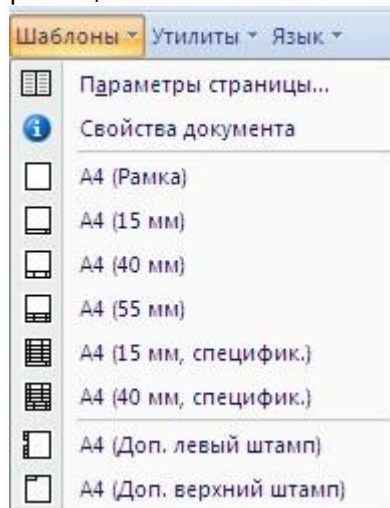 Шаблоны Утилиты Язык
Параметры страницы...
Свойства документа
А4 (Рамка)
А4 (15 мм)
А4 (40 мм)
А4 (55 мм)
А4 (15 мм, специфик.)
А4 (40 мм, специфик.)
А4 (Доп. левый штамп)
А4 (Доп. верхний штамп)